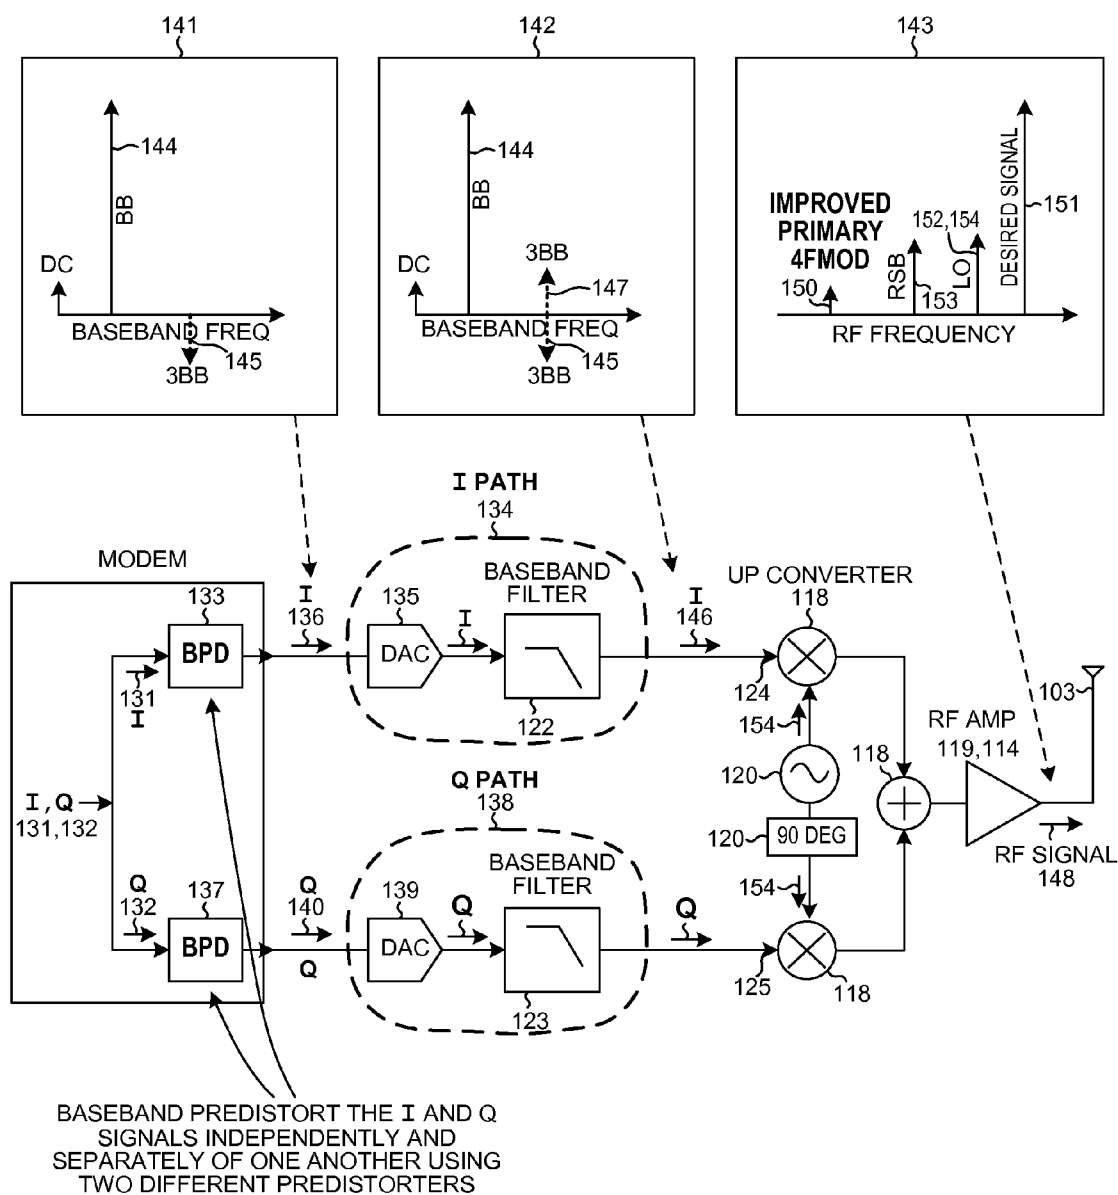 141
142
143
144
BB
DC
BASEBAND FREQ
145
3BB
144
BB
DC
3BB
147
BASEBAND FREQ
145
3BB
IMPROVED
PRIMARY
4FMOD
150
RSB
153
152,154
LO
DESIRED SIGNAL
151
RF FREQUENCY
I PATH
134
MODEM
133
BPD
131
I
I
136
135
DAC
I
BASEBAND
FILTER
122
I
146
UP CONVERTER
118
124
154
120
120
90 DEG
154
118
RF AMP
119,114
103
RF SIGNAL
148
I,Q
131,132
Q PATH
138
Q
132
137
BPD
Q
140
Q
139
DAC
Q
BASEBAND
FILTER
123
Q
125
118
BASEBAND PREDISTORT THE I AND Q
SIGNALS INDEPENDENTLY AND
SEPARATELY OF ONE ANOTHER USING
TWO DIFFERENT PREDISTORTERS